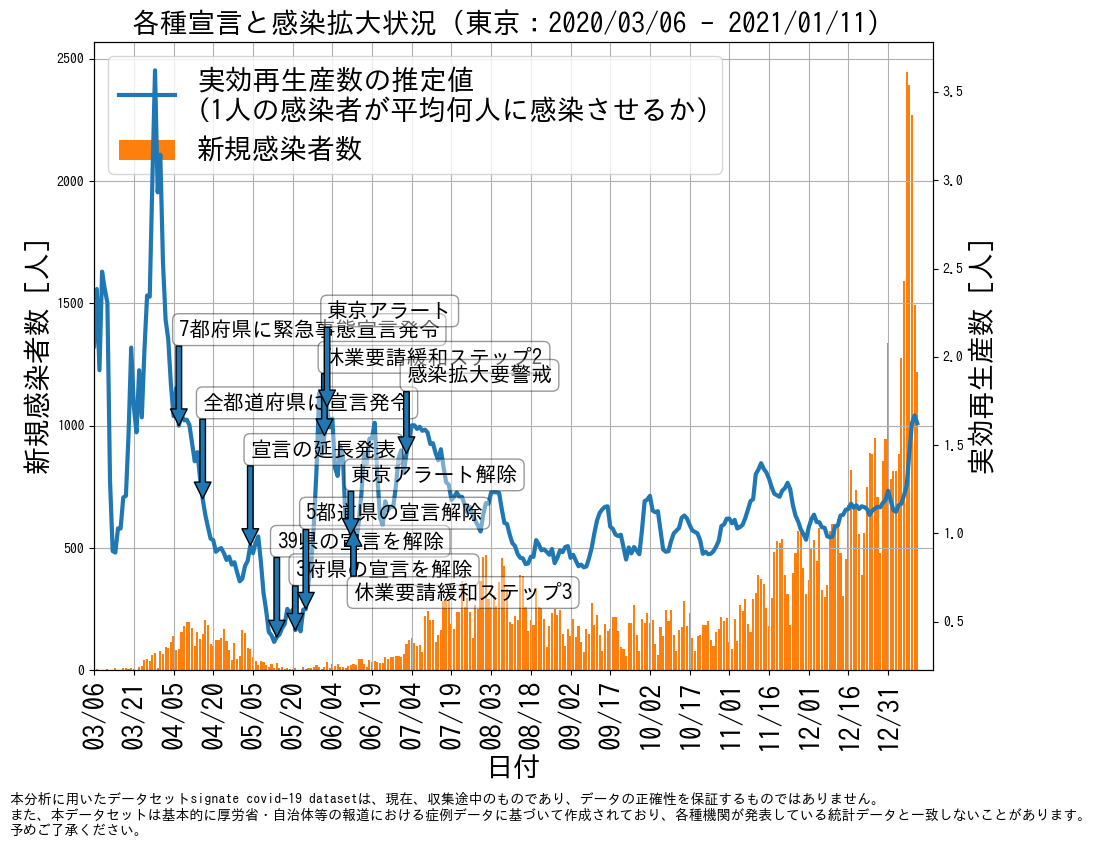 各種宣言と感染拡大状況 (東京：2020/03/06 - 2021/01/11)
実効再生産数の推定値
(1人の感染者が平均何人に感染させるか)
新規感染者数
新規感染者数 [人]
2500
2000
1500
1000
500
0
3.5
3.0
2.5
2.0
1.5
1.0
0.5
実効再生産数 [人]
東京アラート
7都府県に緊急事態宣言発令
休業要請緩和ステップ2
感染拡大要警戒
全都道府県に宣言発令
宣言の延長発表
東京アラート解除
5都道県の宣言解除
39県の宣言を解除
3府県の宣言を解除
休業要請緩和ステップ3
03/06
03/21
04/05
04/20
05/05
05/20
06/04
06/19
07/04
07/19
08/03
08/18
09/02
09/17
10/02
10/17
11/01
11/16
12/01
12/16
12/31
日付
本分析に用いたデータセットsignate covid-19 datasetは、現在、収集途中のものであり、データの正確性を保証するものではありません。
また、本データセットは基本的に厚労省・自治体等の報道における症例データに基づいて作成されており、各種機関が発表している統計データと一致しないことがあります。
予めご了承ください。